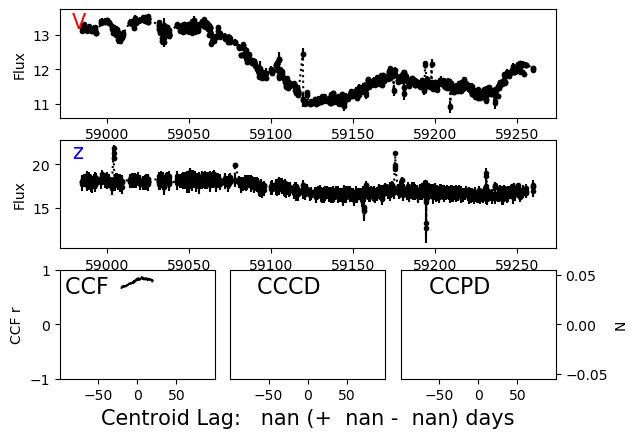 V
Flux
13
12
11
59000 59050 59100 59150 59200 59250
z
Flux
20
15
59000 59050 59100 59150 59200 59250
CCF r
1
0
−1
CCF CCCD CCPD
0.05
0.00
−0.05
N
−50 0 50 −50 0 50 −50 0 50
Centroid Lag: nan (+ nan - nan) days